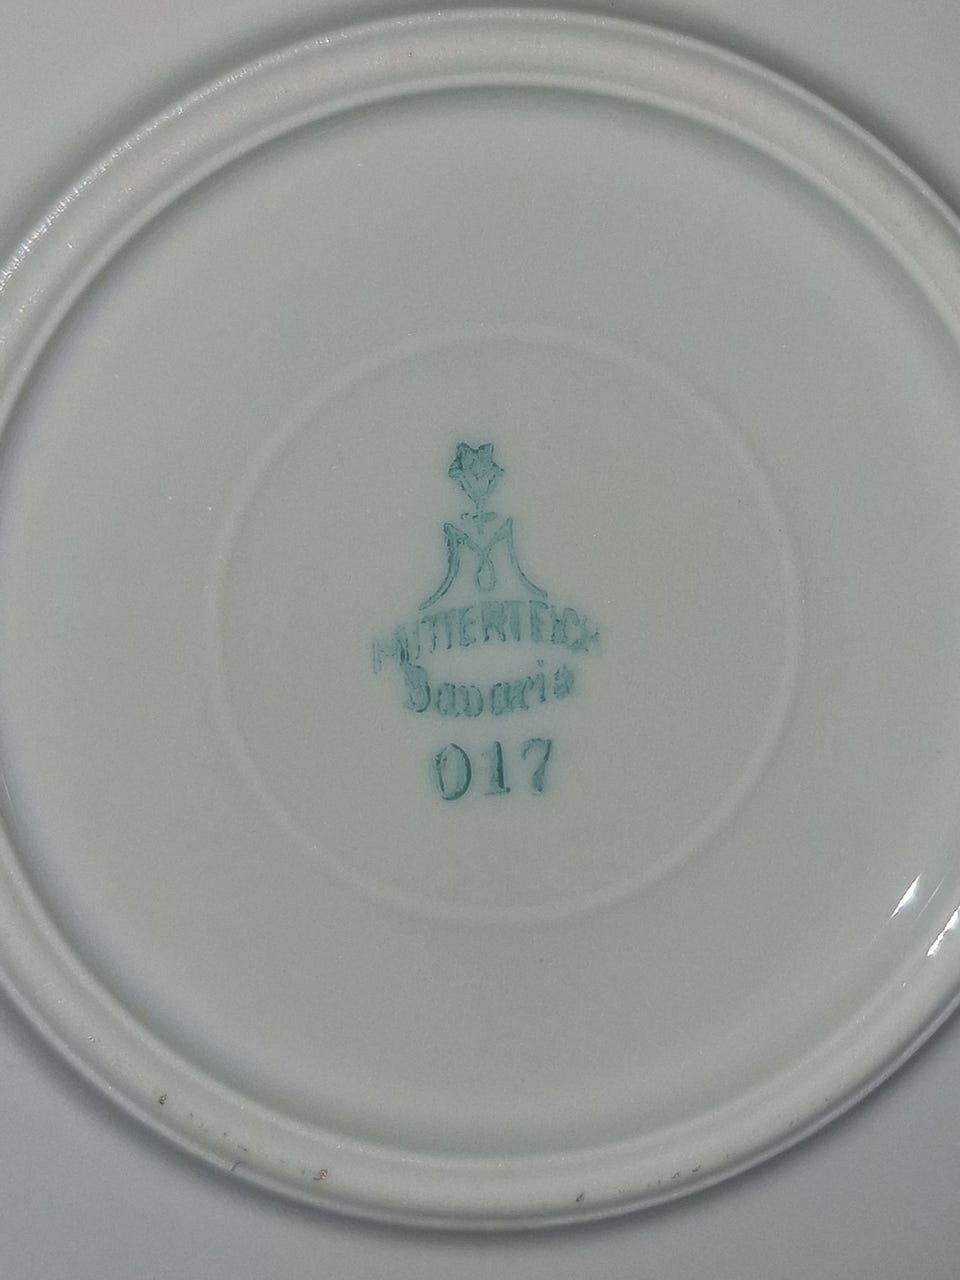 M
MITTERTEICH
Bavaria
017